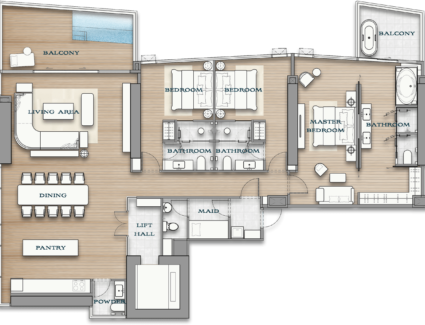 BALCONY
BALCONY
BEDROOM
BEDROOM
LIVING AREA
MASTER
BEDROOM
BATHROOM
BATHROOM
BATHROOM
DINING
MAID
LIFT
HALL
PANTRY
POWDER